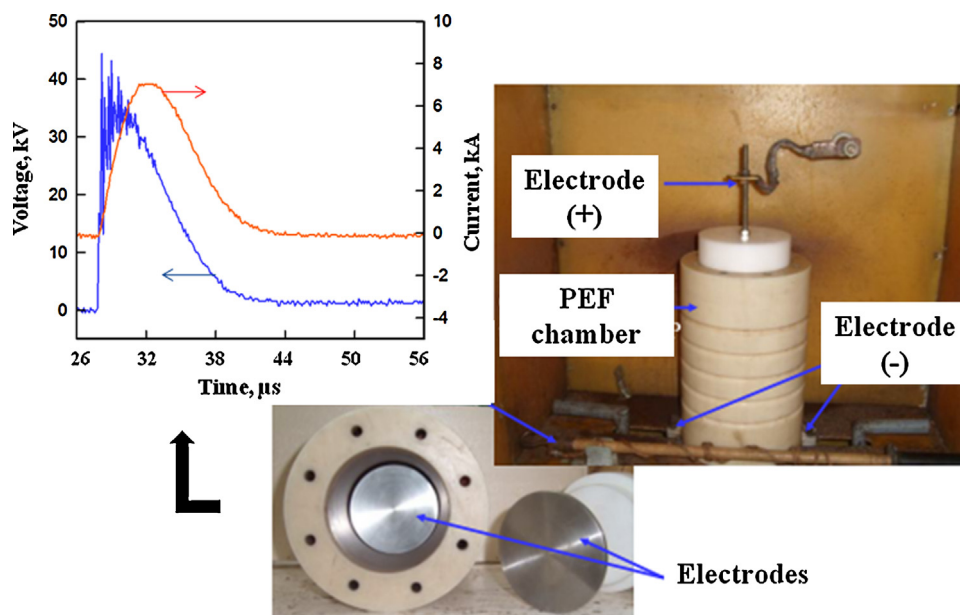 50
40
30
20
10
0
Voltage, kV
10
8
6
4
2
0
−2
−4
Current, kA
26 32 38 44 50 56
Time, µs
Electrode
(+)
PEF
chamber
Electrode
(-)
Electrodes